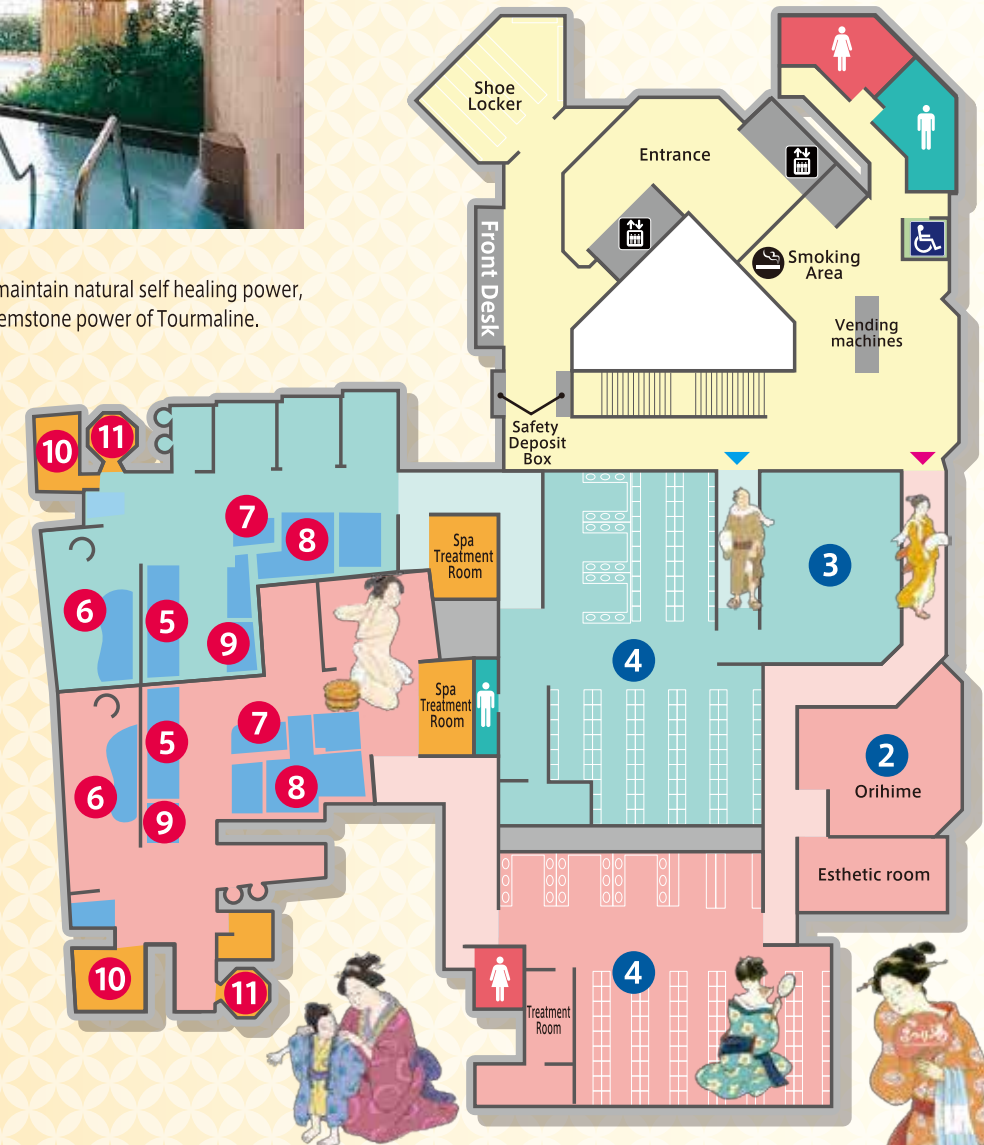 maintain natural self healing power,
emstone power of Tourmaline.
Shoe
Locker
Entrance
Front Desk
Smoking
Area
Vending
machines
Safety
Deposit
Box
10
11
7
8
Spa
Treatment
Room
3
6
5
9
4
Spa
Treatment
Room
7
5
2
Orihime
6
8
9
Esthetic room
10
11
4
Treatment
Room